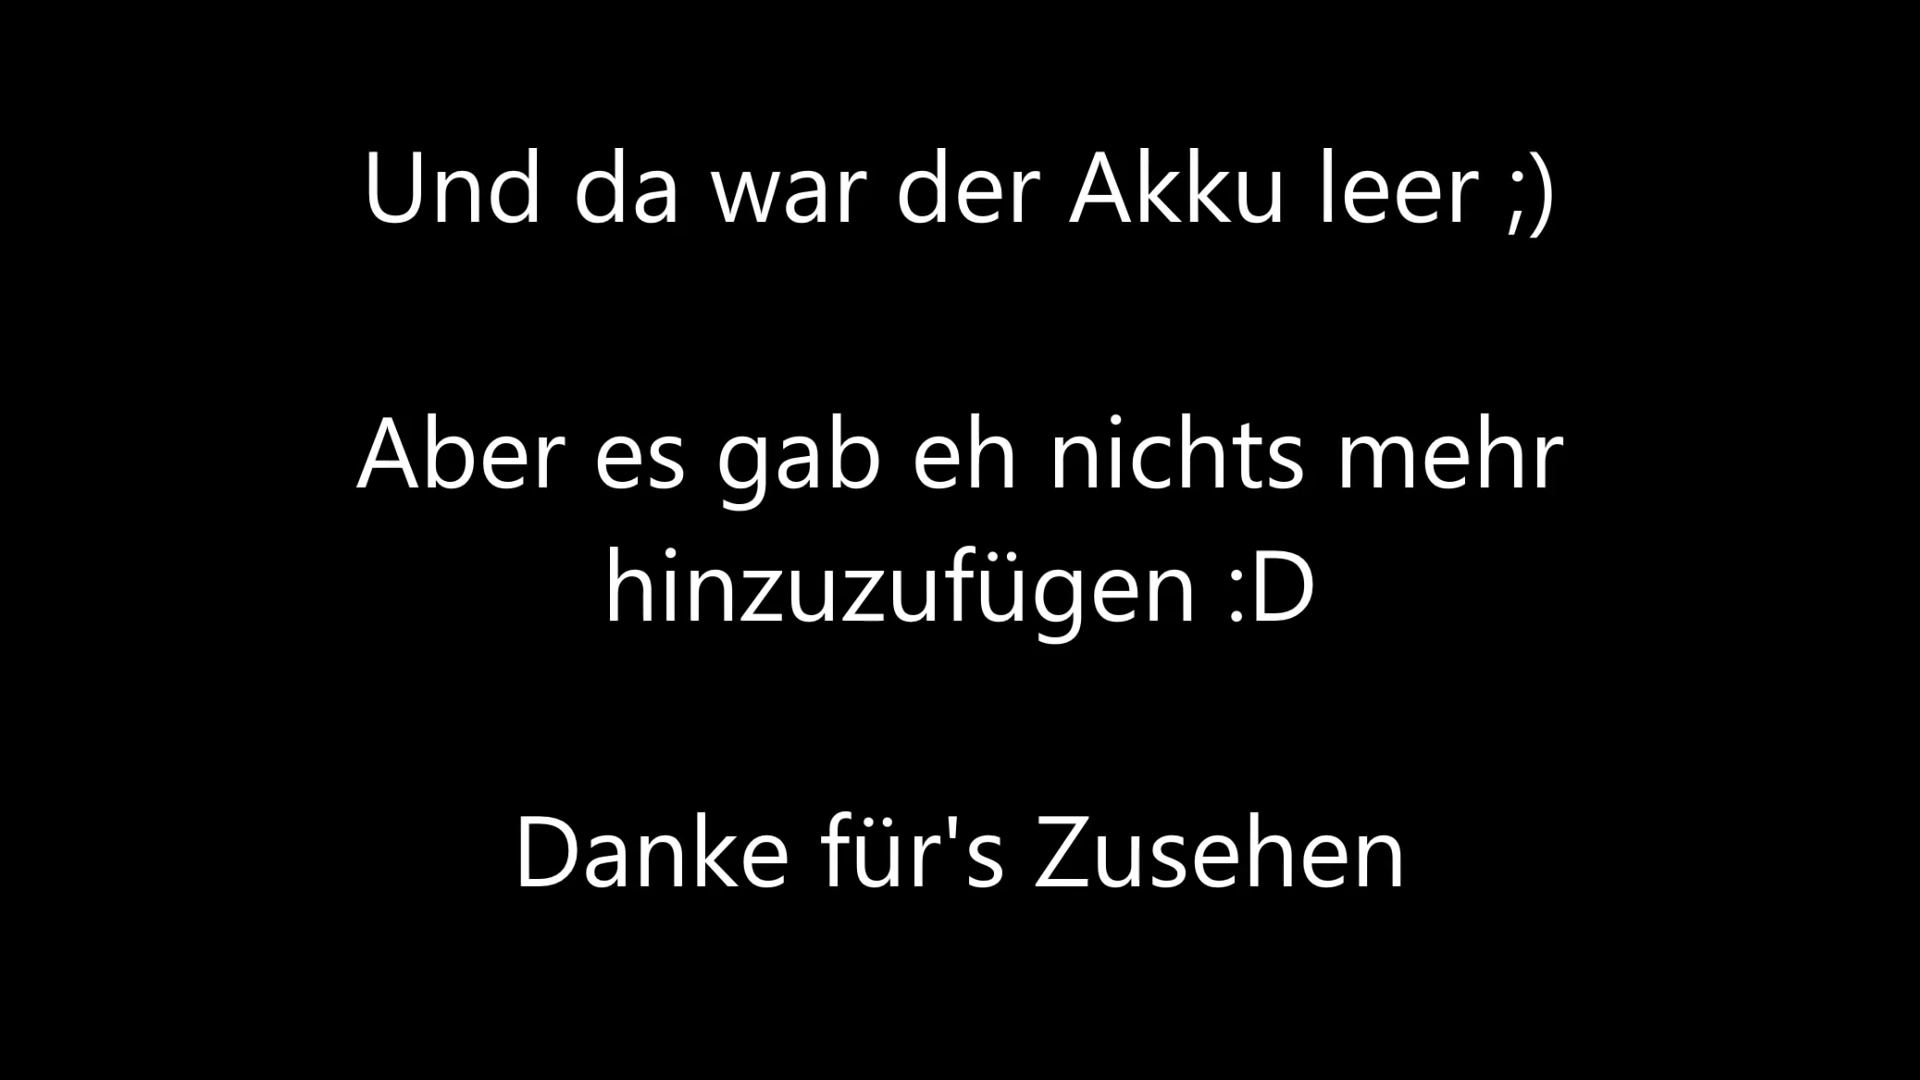 Und da war der Akku leer ;)
Aber es gab eh nichts mehr
hinzuzufügen :D
Danke für's Zusehen